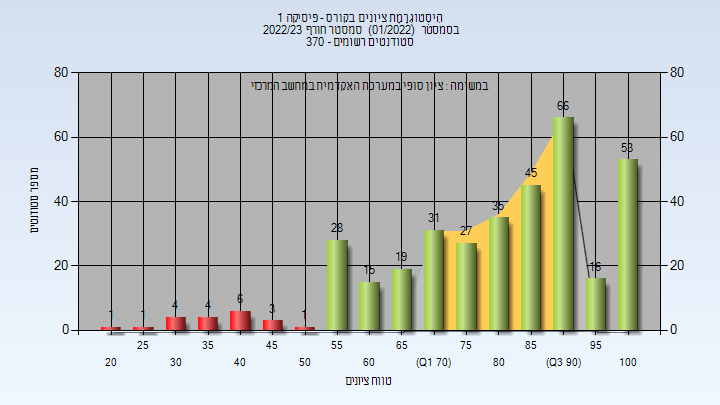 היסטוגרמת ציונים בקורס - פיסיקה 1
בסמסטר (01/2022) סמסטר חורף 2022/23
סטודנטים רשומים - 370
במשימה : ציון סופי במערכת האקדמית במחשב המרכזי
80 80
60 60
40 40
20 20
0 0
מספר סטודנטים
1 1 4 4 6 3 1 28 15 19 31 27 35 45 66 16 53
25 35 45 55 65 75 85 95
20 30 40 50 60 (Q1 70) 80 (Q3 90) 100
טווח ציונים